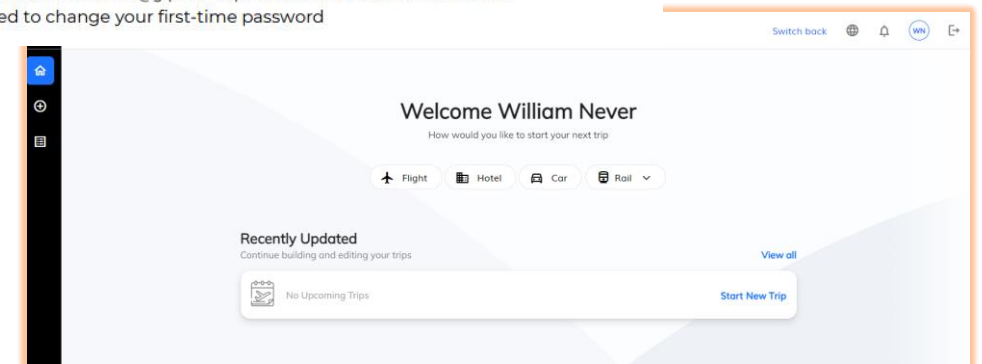 ed to change your first-time password
Switch back
WN
Welcome William Never
How would you like to start your next trip
Flight
Hotel
Car
Rail
Recently Updated
Continue building and editing your trips
View all
No Upcoming Trips
Start New Trip